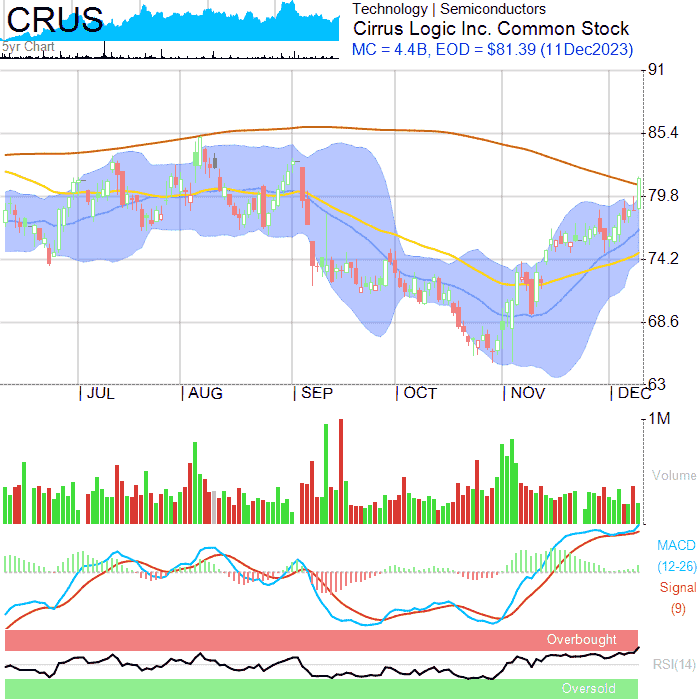 CRUS
5yr Chart
Technology | Semiconductors
Cirrus Logic Inc. Common Stock
MC = 4.4B, EOD = $81.39 (11Dec2023)
91
85.4
79.8
74.2
68.6
63
JUL AUG SEP OCT NOV DEC
1M
Volume
MACD
(12-26)
Signal
(9)
Overbought
RSI(14)
Oversold